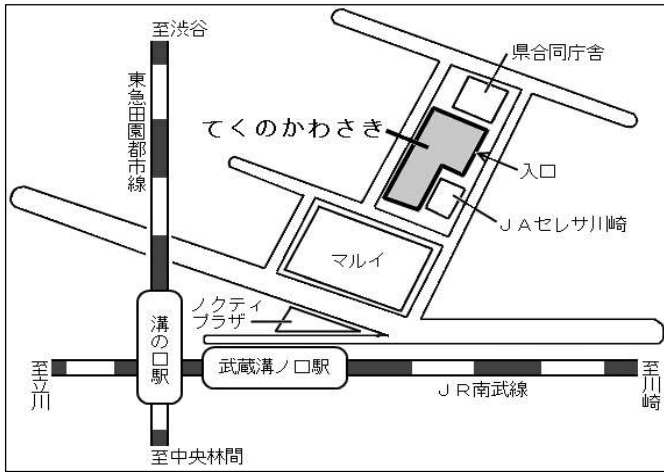 至渋谷
東急田園都市線
県合同庁舎
てくのかわさき
入口
ＪＡセレサ川崎
マルイ
ノクティ
プラザ
溝の口駅
武蔵溝ノ口駅
至立川
ＪＲ南武線
至川崎
至中央林間